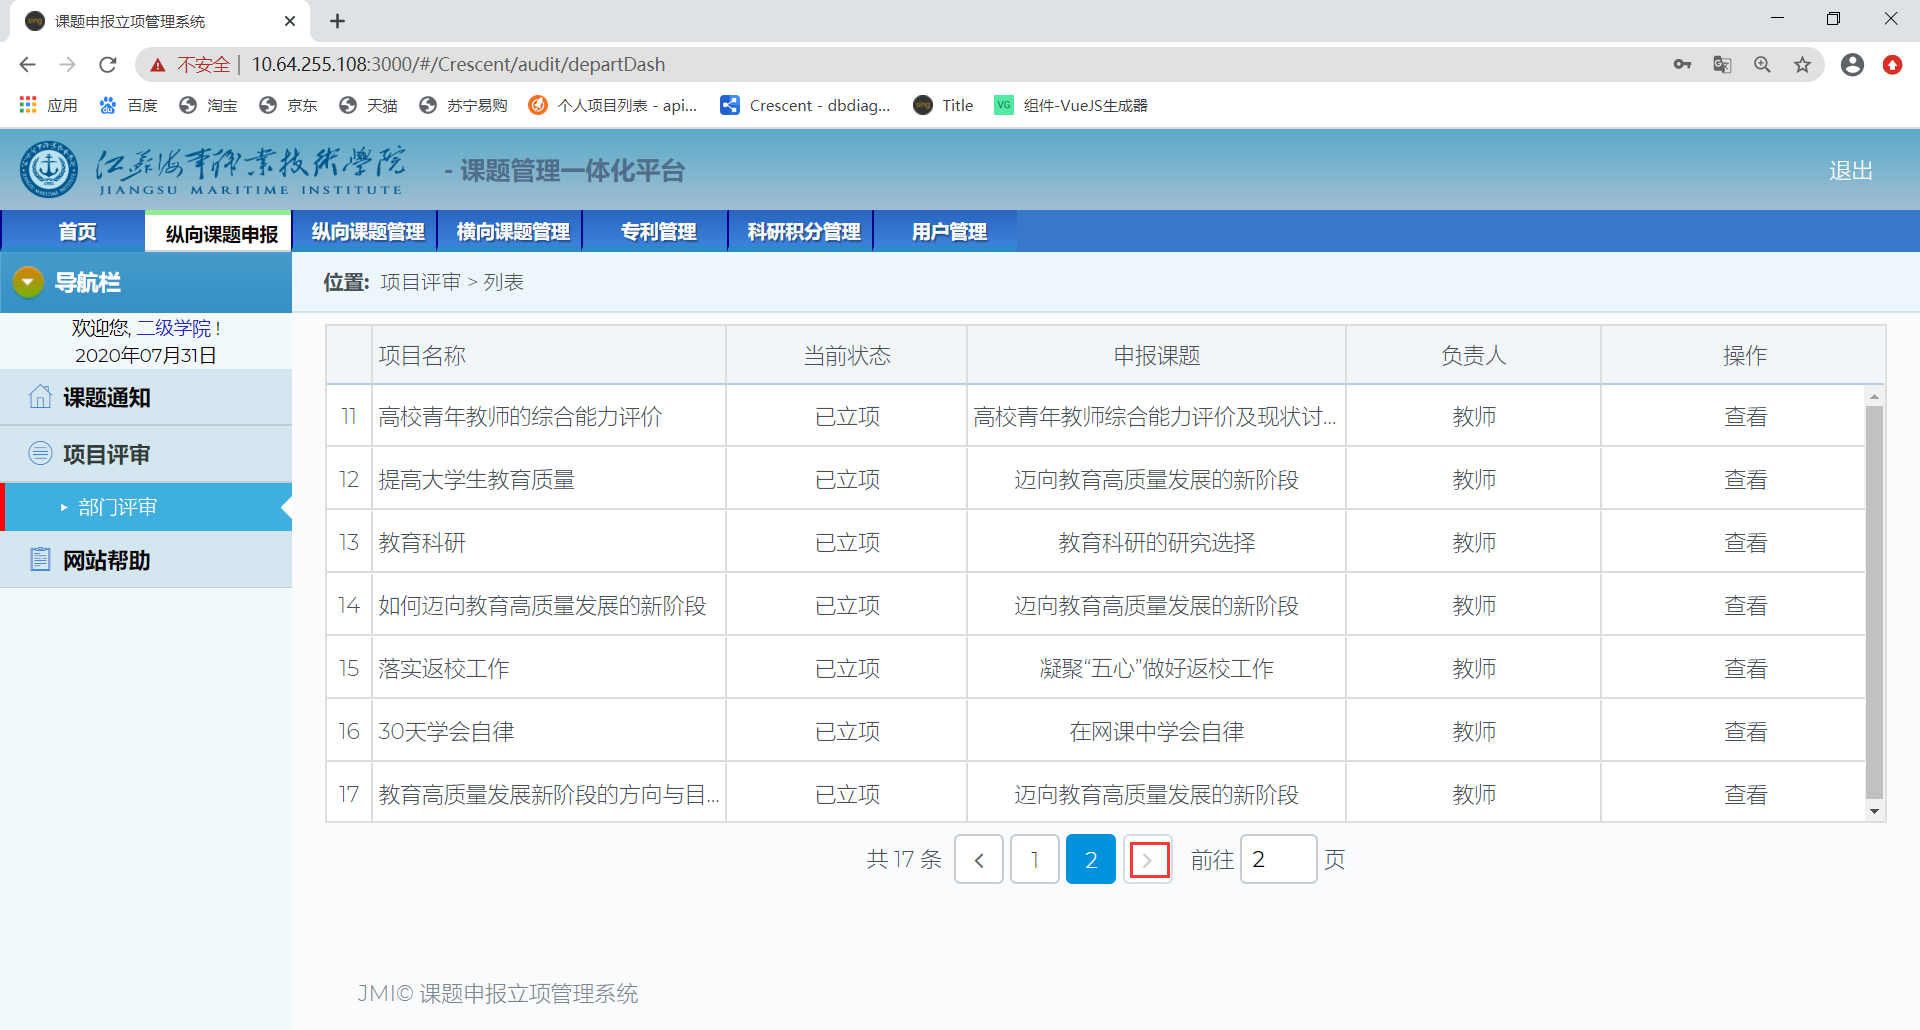 课题申报立项管理系统
不安全 | 10.64.255.108:3000/#/Crescent/audit/departDash
应用 百度 淘宝 京东 天猫 苏宁易购 个人项目列表 - api... Crescent - dbdiag... Title VG 组件-VueJS生成器
江苏海事职业技术学院 - 课题管理一体化平台 退出
JIANGSU MARITIME INSTITUTE
首页 纵向课题申报 纵向课题管理 横向课题管理 专利管理 科研积分管理 用户管理
导航栏
欢迎您, 二级学院 !
2020年07月31日
课题通知
项目评审
部门评审
网站帮助
位置: 项目评审 > 列表
项目名称 当前状态 申报课题 负责人 操作
11 高校青年教师的综合能力评价 已立项 高校青年教师综合能力评价及现状讨... 教师 查看
12 提高大学生教育质量 已立项 迈向教育高质量发展的新阶段 教师 查看
13 教育科研 已立项 教育科研的研究选择 教师 查看
14 如何迈向教育高质量发展的新阶段 已立项 迈向教育高质量发展的新阶段 教师 查看
15 落实返校工作 已立项 凝聚“五心”做好返校工作 教师 查看
16 30天学会自律 已立项 在网课中学会自律 教师 查看
17 教育高质量发展新阶段的方向与目... 已立项 迈向教育高质量发展的新阶段 教师 查看
共 17 条 1 2 前往 2 页
JMI© 课题申报立项管理系统